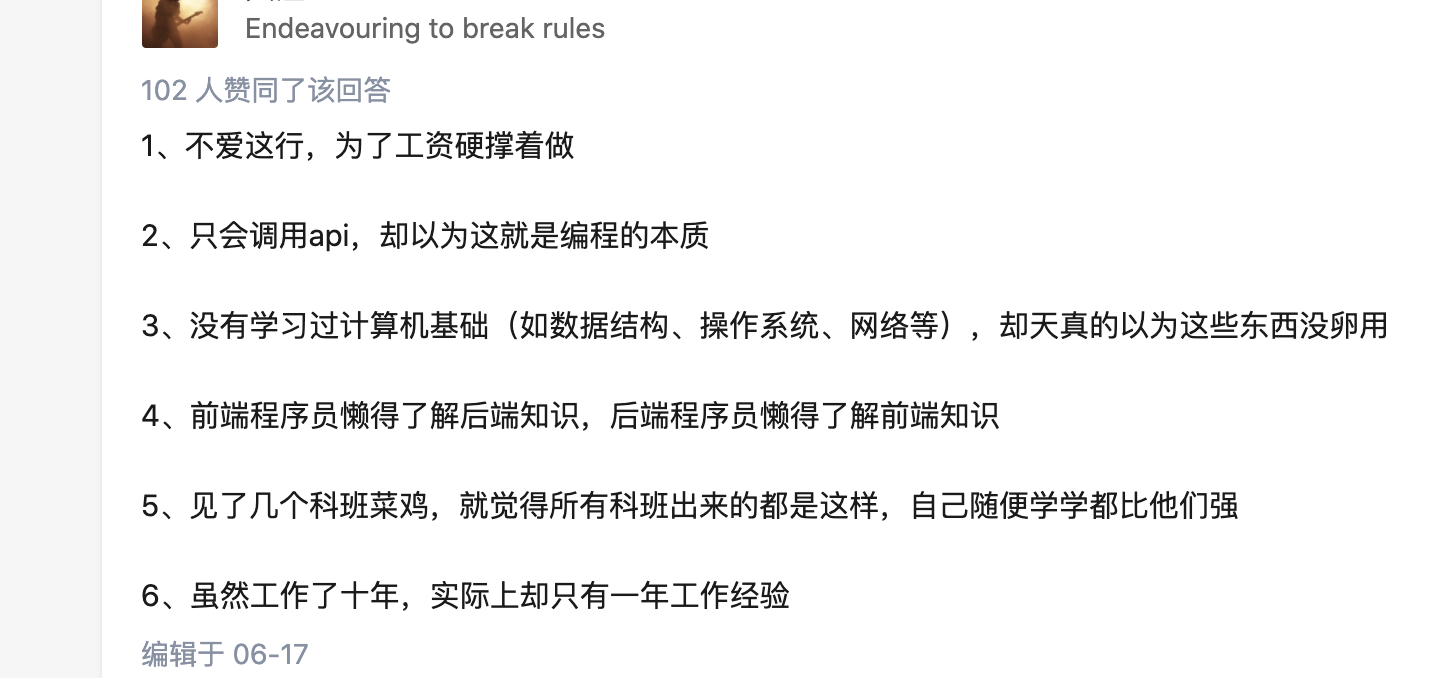 Endeavouring to break rules
102 人赞同了该回答
1、不爱这行，为了工资硬撑着做
2、只会调用api，却以为这就是编程的本质
3、没有学习过计算机基础（如数据结构、操作系统、网络等），却天真的以为这些东西没卵用
4、前端程序员懒得了解后端知识，后端程序员懒得了解前端知识
5、见了几个科班菜鸡，就觉得所有科班出来的都是这样，自己随便学学都比他们强
6、虽然工作了十年，实际上却只有一年工作经验
编辑于 06-17